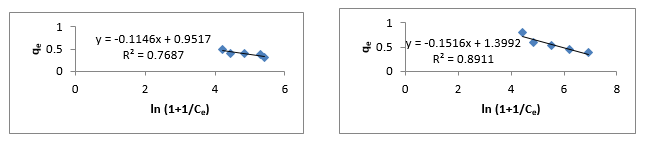 1
y = -0.1146x + 0.9517
R² = 0.7687
qe
0.5
0
0 2 4 6
ln (1+1/Ce)
1
y = -0.1516x + 1.3992
R² = 0.8911
qe
0.5
0
0 2 4 6 8
ln (1+1/Ce)